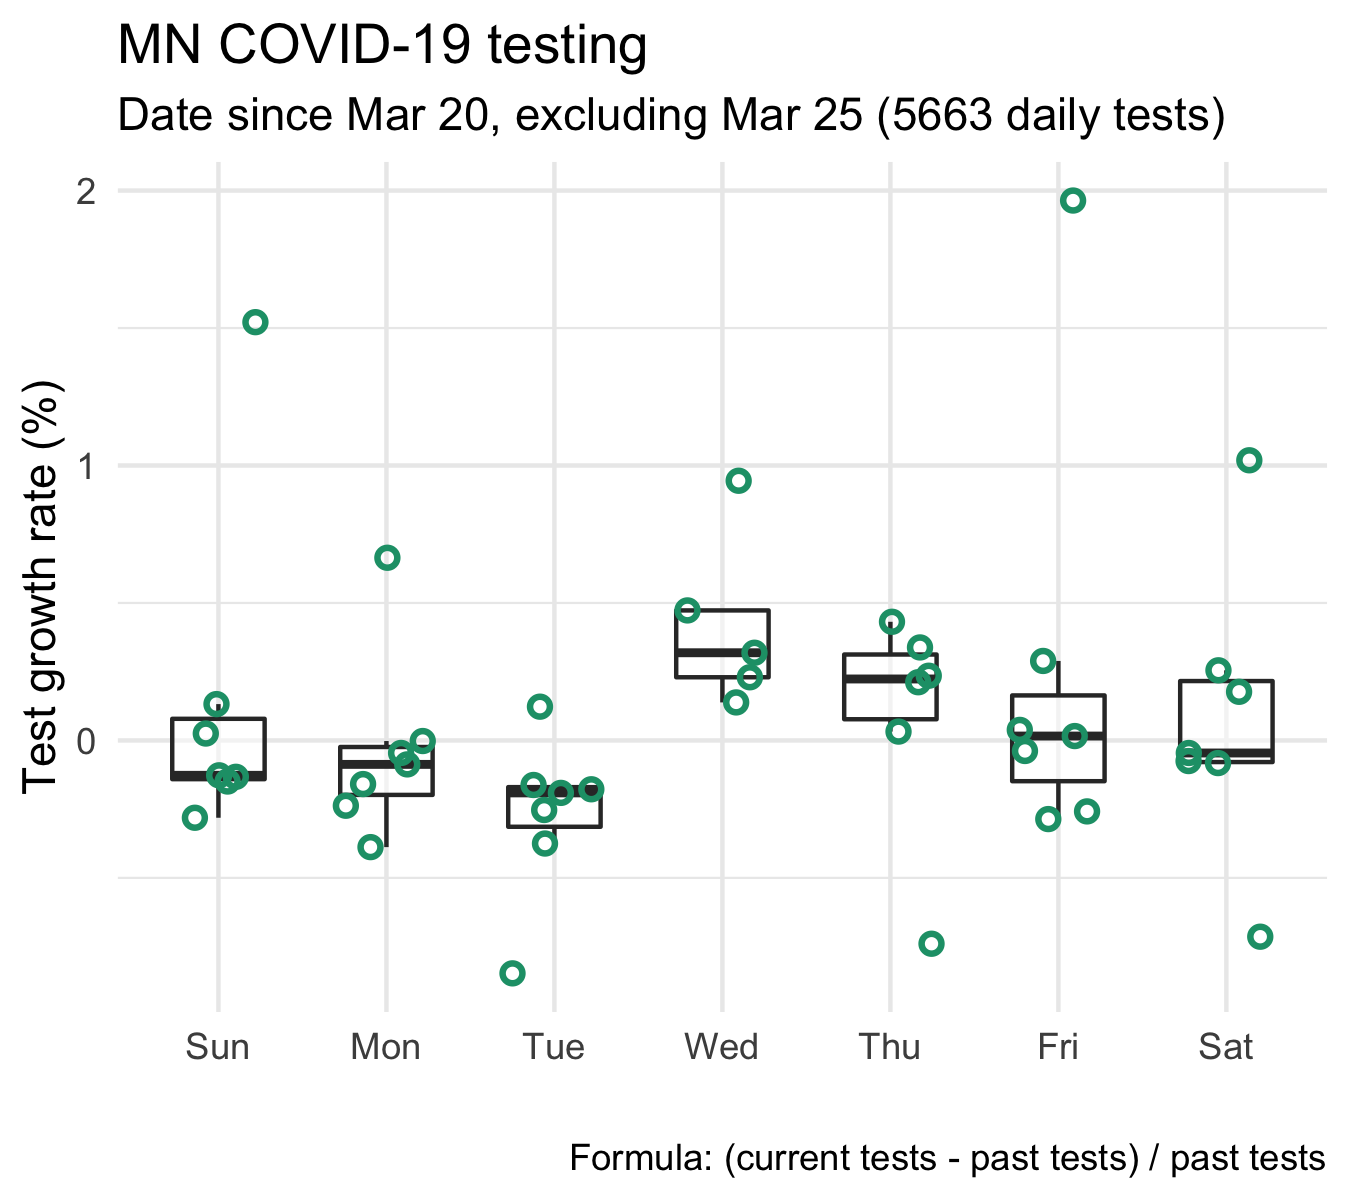 MN COVID-19 testing
Date since Mar 20, excluding Mar 25 (5663 daily tests)
Test growth rate (%)
2
1
0
Sun Mon Tue Wed Thu Fri Sat
Formula: (current tests - past tests) / past tests